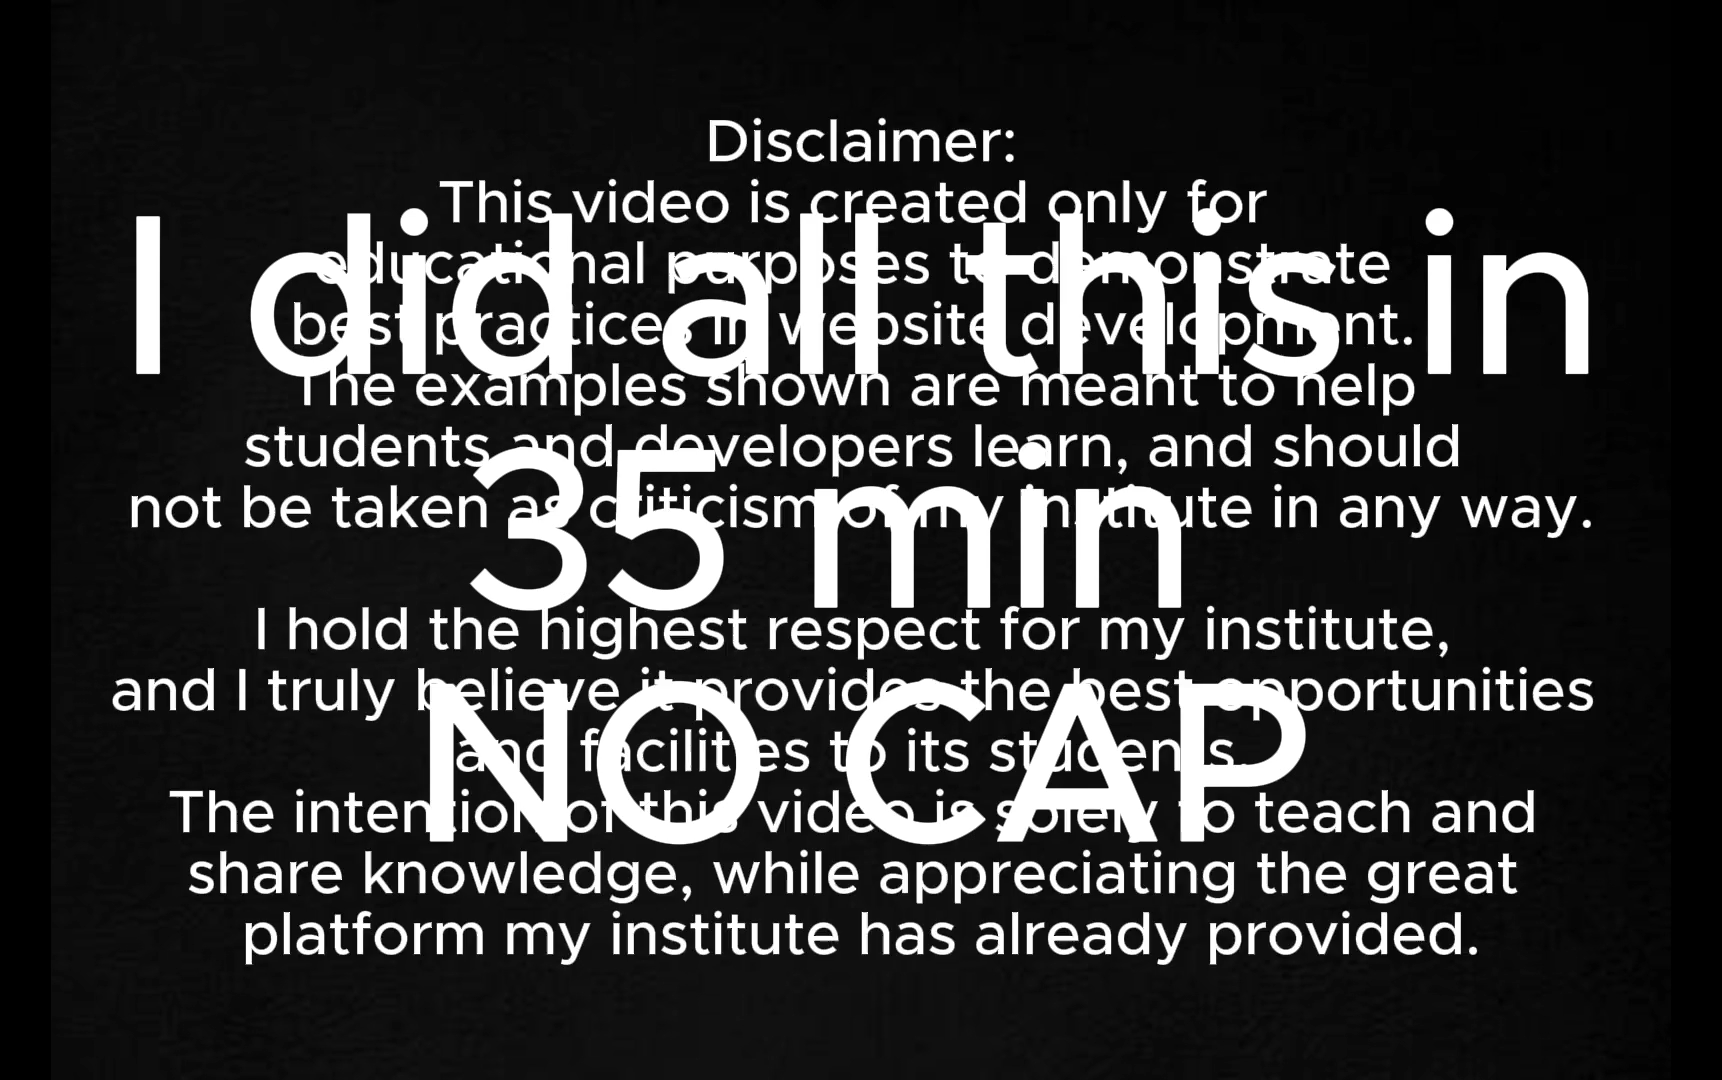 Disclaimer:
This video is created only for
educational purposes to demonstrate
best practices in website development.
The examples shown are meant to help
students and developers learn, and should
not be taken as criticism of my institute in any way.
I hold the highest respect for my institute,
and I truly believe it provides the best opportunities
and facilities to its students.
The intention of this video is solely to teach and
share knowledge, while appreciating the great
platform my institute has already provided.
I did all this in
35 min
NO CAP